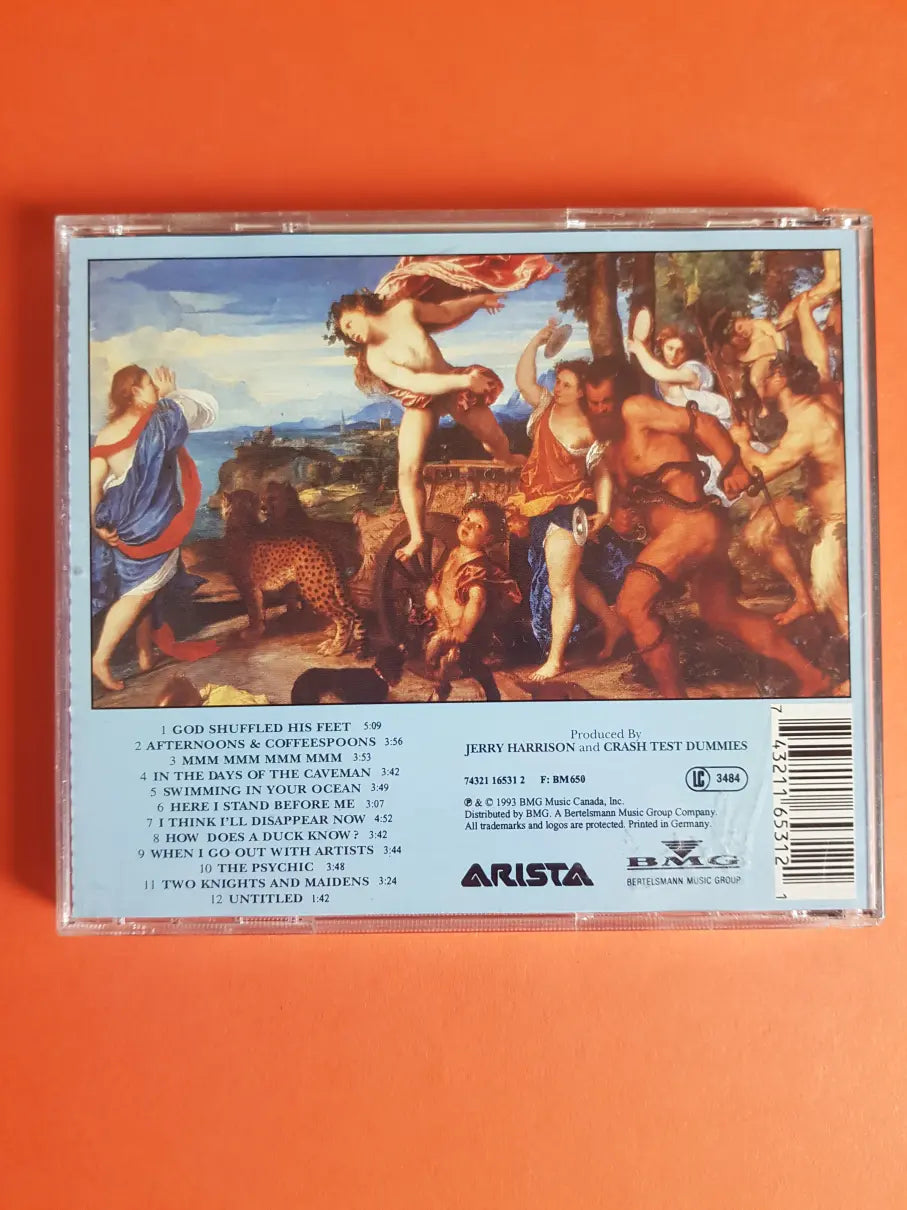 1 GOD SHUFFLED HIS FEET 5:09
2 AFTERNOONS & COFFEESPOONS 3:56
3 MMM MMM MMM MMM 3:53
4 IN THE DAYS OF THE CAVEMAN 3:42
5 SWIMMING IN YOUR OCEAN 3:49
6 HERE I STAND BEFORE ME 3:07
7 I THINK I'LL DISAPPEAR NOW 4:52
8 HOW DOES A DUCK KNOW? 3:42
9 WHEN I GO OUT WITH ARTISTS 3:44
10 THE PSYCHIC 3:48
11 TWO KNIGHTS AND MAIDENS 3:24
12 UNTITLED 1:42
Produced By
JERRY HARRISON and CRASH TEST DUMMIES
74321 16531 2 F: BM650
LC 3484
℗ & © 1993 BMG Music Canada, Inc.
Distributed by BMG. A Bertelsmann Music Group Company.
All trademarks and logos are protected. Printed in Germany.
ARISTA
BMG
BERTELSMANN MUSIC GROUP
7 43211 65312 1